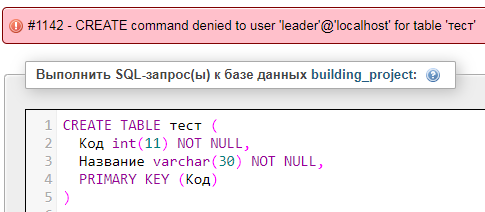 #1142 - CREATE command denied to user 'leader'@'localhost' for table 'тест'
Выполнить SQL-запрос(ы) к базе данных building_project:
1 CREATE TABLE тест (
2 Код int(11) NOT NULL,
3 Название varchar(30) NOT NULL,
4 PRIMARY KEY (Код)
5 )